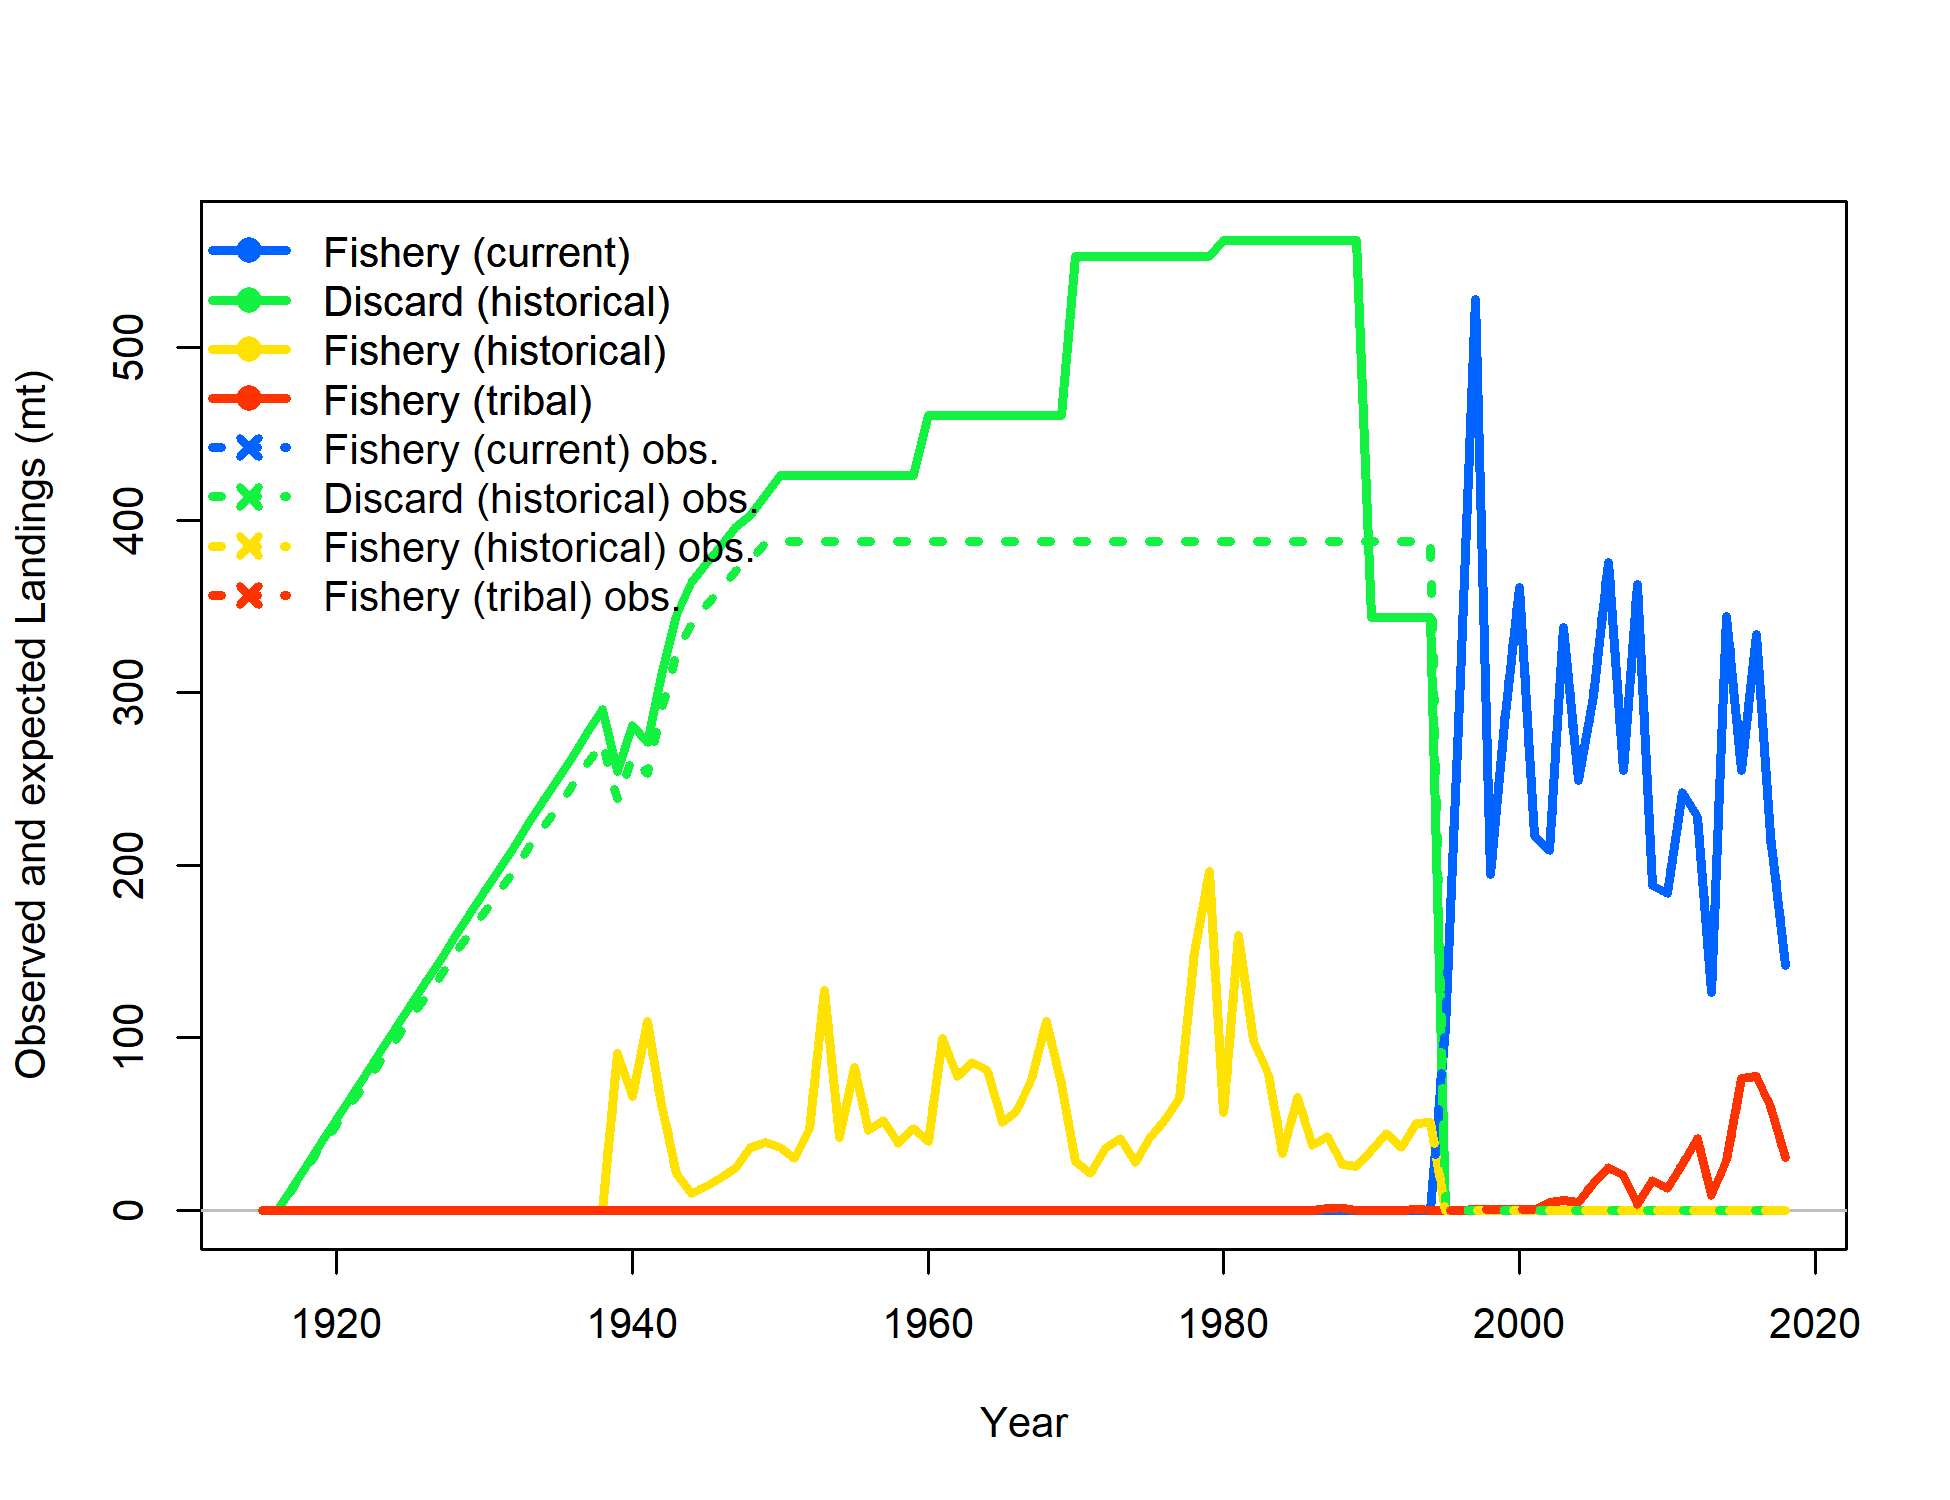 Fishery (current)
Discard (historical)
Fishery (historical)
Fishery (tribal)
Fishery (current) obs.
Discard (historical) obs.
Fishery (historical) obs.
Fishery (tribal) obs.
Observed and expected Landings (mt)
500
400
300
200
100
0
1920 1940 1960 1980 2000 2020
Year